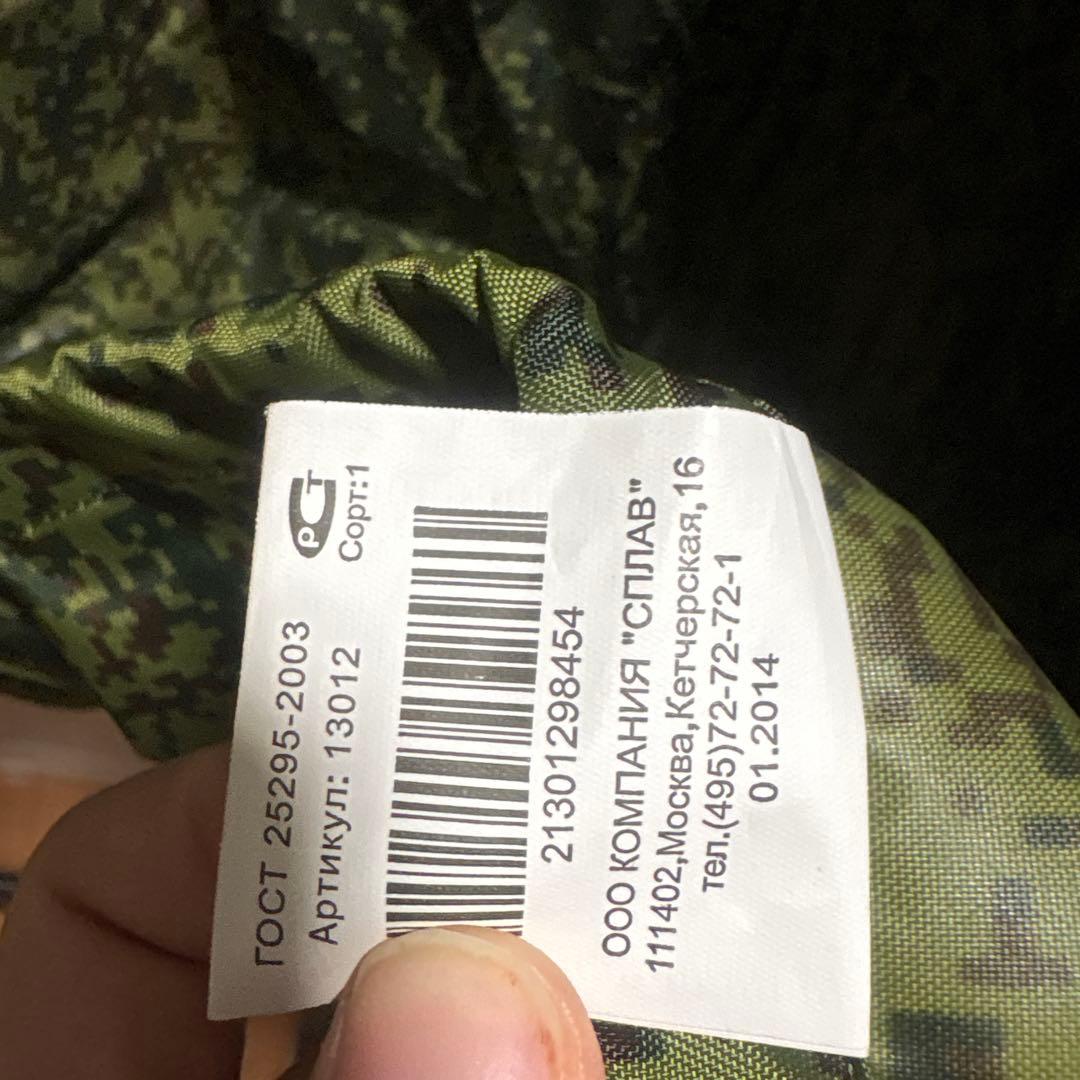 ГОСТ 25295-2003
РСТ
Артикул: 13012
Сорт:1
21301298454
ООО КОМПАНИЯ "СПЛАВ"
111402,Москва,Кетчерская,16
тел.(495)72-72-72-1
01.2014